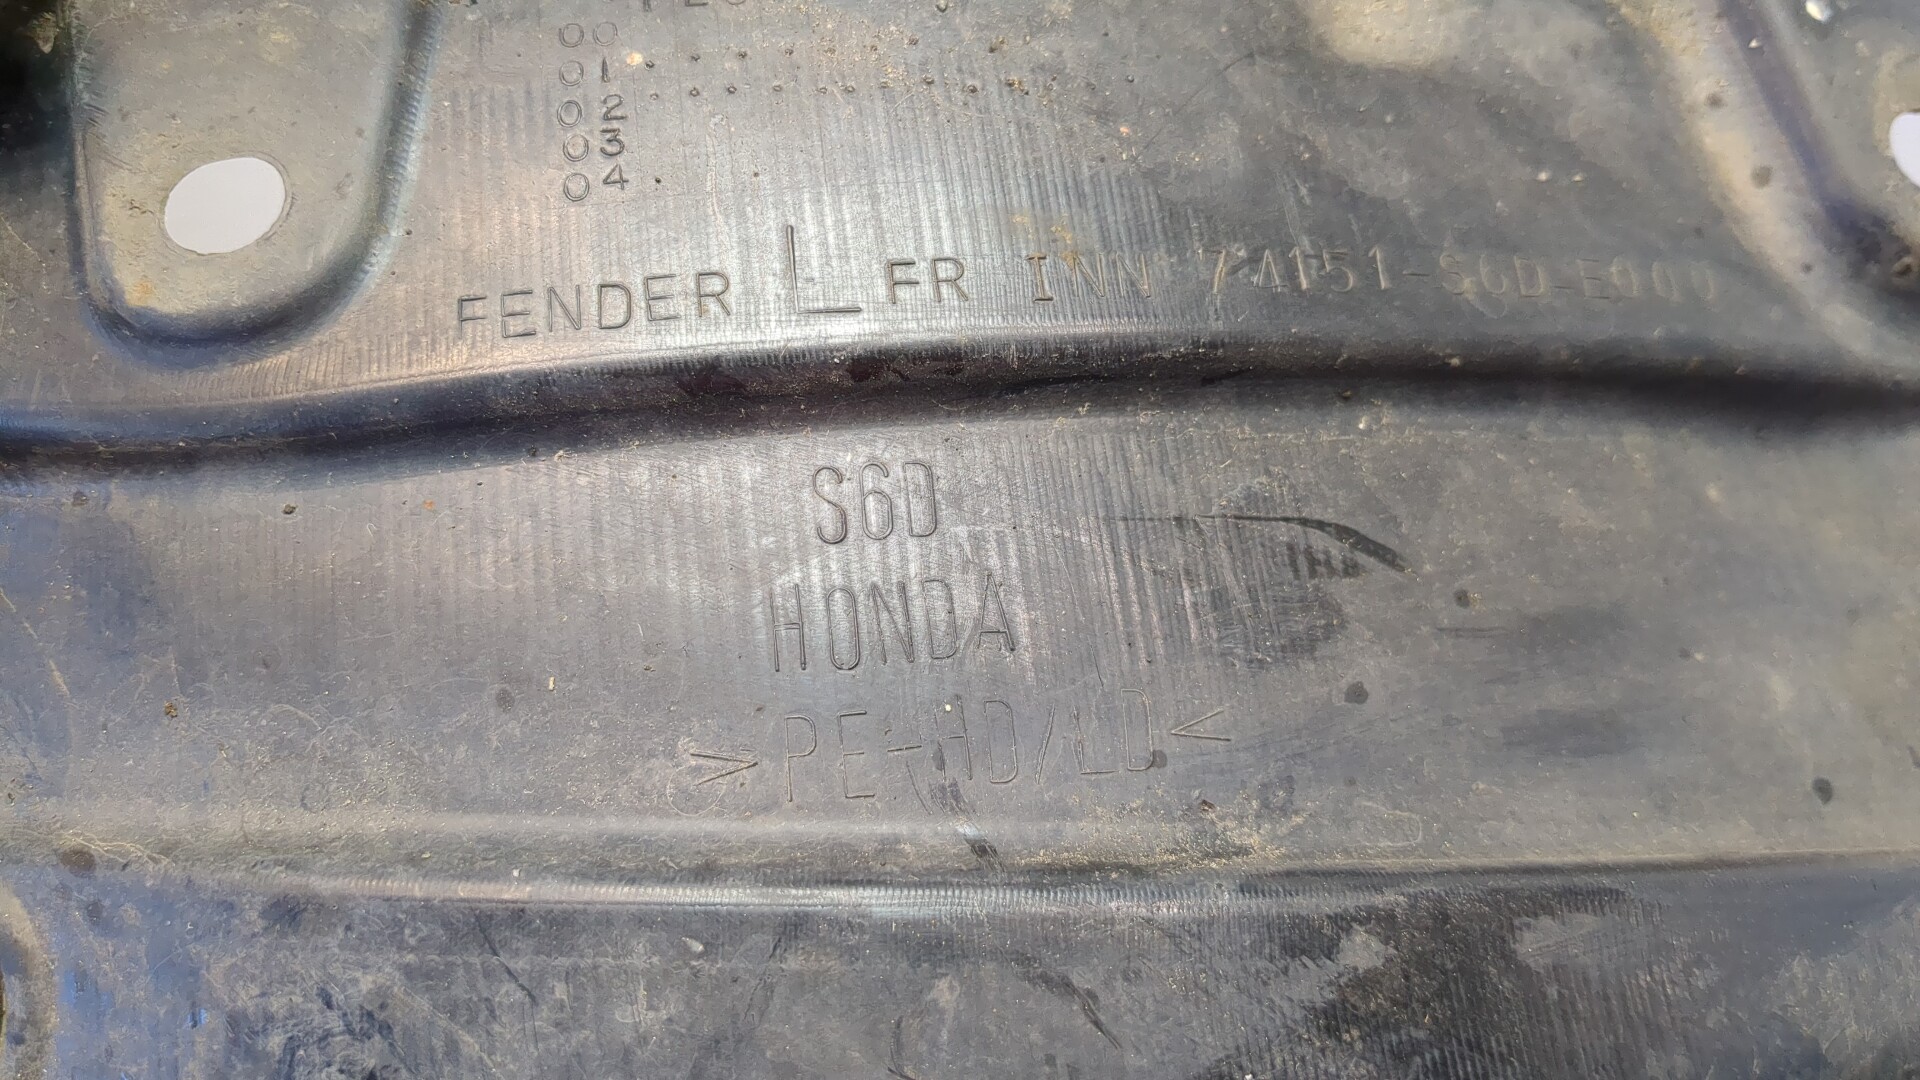 00
01
02
03
04
FENDER L FR INN 74151-S6D-E000
S6D
HONDA
>PE-HD/LD<